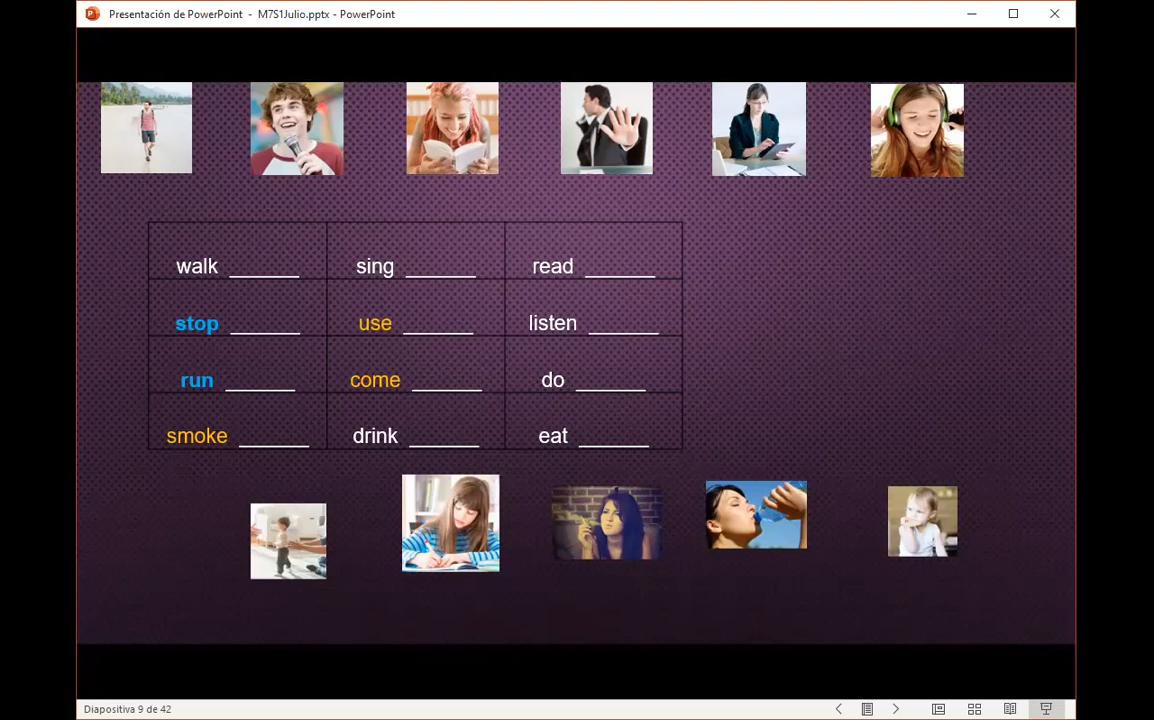 Presentación de PowerPoint - M7S1Julio.pptx - PowerPoint
walk ______ sing ______ read ______
stop ______ use ______ listen ______
run ______ come ______ do ______
smoke ______ drink ______ eat ______
Diapositiva 9 de 42